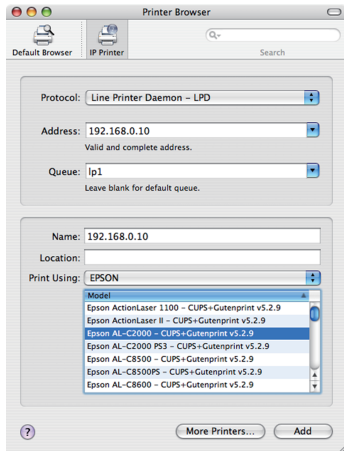 Printer Browser
Default Browser
IP Printer
Search
Protocol: Line Printer Daemon – LPD
Address: 192.168.0.10
Valid and complete address.
Queue: lp1
Leave blank for default queue.
Name: 192.168.0.10
Location:
Print Using: EPSON
Model
Epson ActionLaser 1100 – CUPS+Gutenprint v5.2.9
Epson ActionLaser II – CUPS+Gutenprint v5.2.9
Epson AL-C2000 – CUPS+Gutenprint v5.2.9
Epson AL-C2000 PS3 – CUPS+Gutenprint v5.2.9
Epson AL-C8500 – CUPS+Gutenprint v5.2.9
Epson AL-C8500PS – CUPS+Gutenprint v5.2.9
Epson AL-C8600 – CUPS+Gutenprint v5.2.9
?
More Printers...
Add